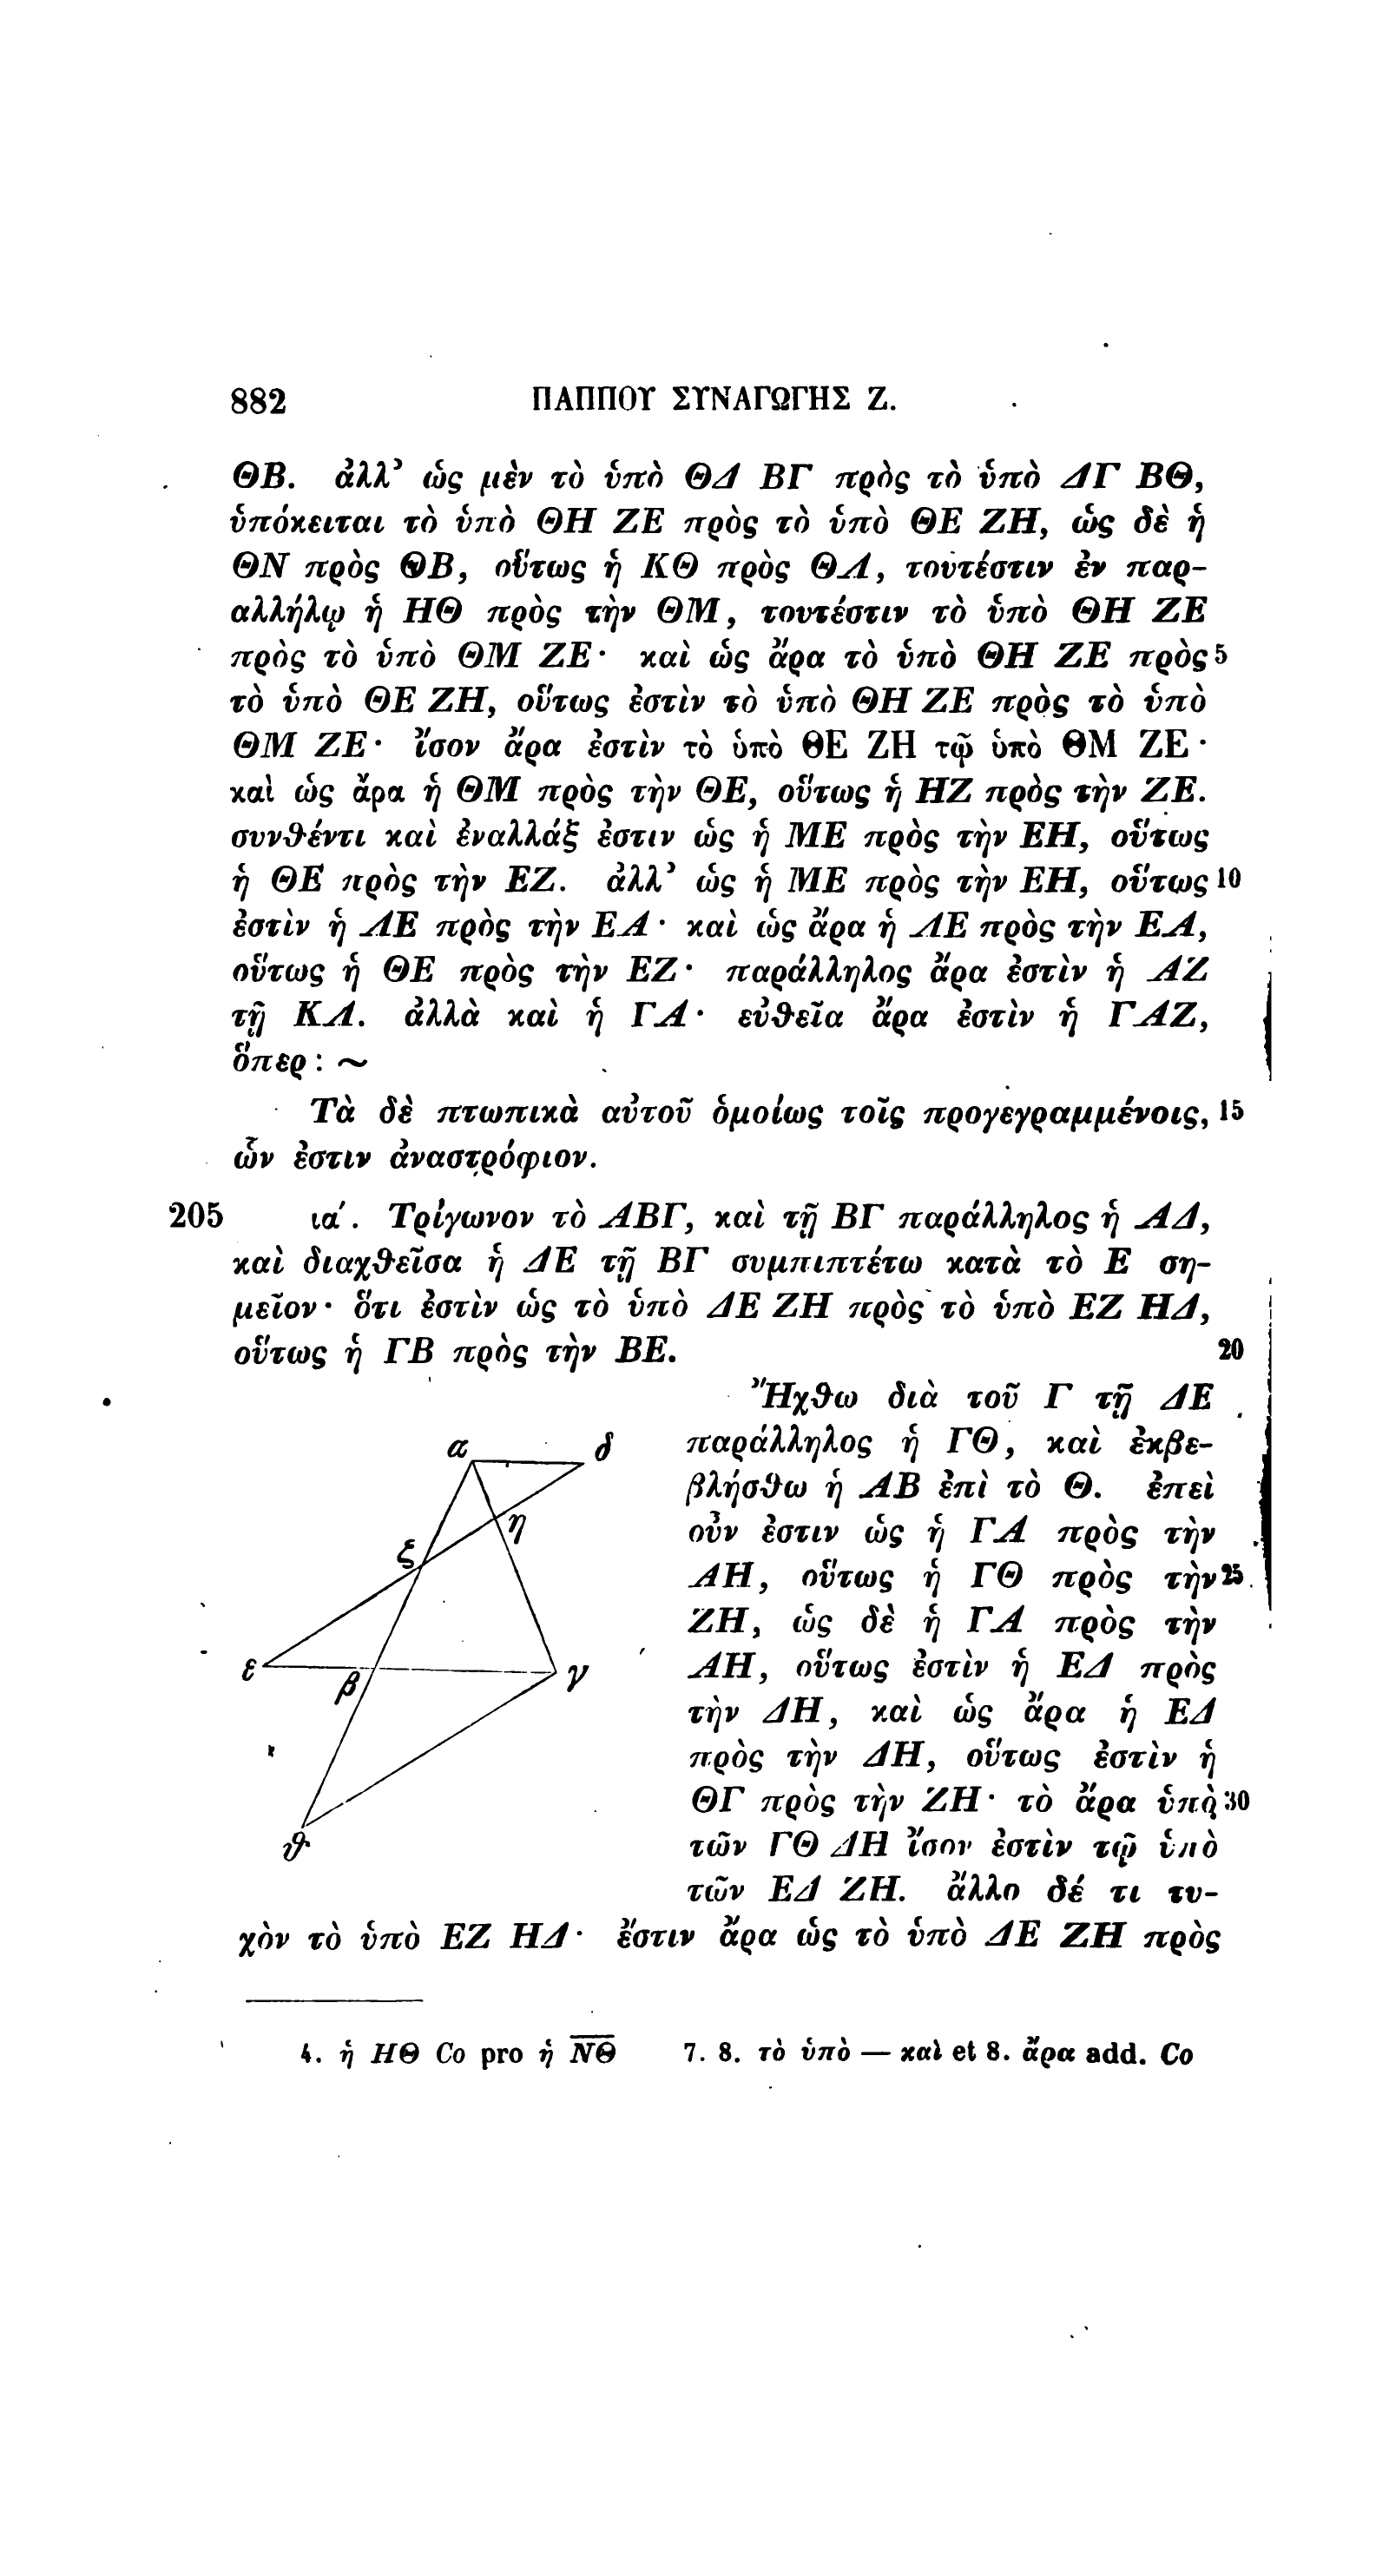 882 ΠΑΠΠΟΥ ΣΥΝΑΓΩΓΗΣ Ζ.
ΘΒ. ἀλλ’ ὡς μὲν τὸ ὑπὸ ΘΔ ΒΓ πρὸς τὸ ὑπὸ ΔΓ ΒΘ,
ὑπόκειται τὸ ὑπὸ ΘΗ ΖΕ πρὸς τὸ ὑπὸ ΘΕ ΖΗ, ὡς δὲ ἡ
ΘΝ πρὸς ΘΒ, οὕτως ἡ ΚΘ πρὸς ΘΛ, τουτέστιν ἐν παρ-
αλλήλῳ ἡ ΗΘ πρὸς τὴν ΘΜ, τουτέστιν τὸ ὑπὸ ΘΗ ΖΕ
πρὸς τὸ ὑπὸ ΘΜ ΖΕ· καὶ ὡς ἄρα τὸ ὑπὸ ΘΗ ΖΕ πρὸς 5
τὸ ὑπὸ ΘΕ ΖΗ, οὕτως ἐστὶν τὸ ὑπὸ ΘΗ ΖΕ πρὸς τὸ ὑπὸ
ΘΜ ΖΕ· ἴσον ἄρα ἐστὶν τὸ ὑπὸ ΘΕ ΖΗ τῷ ὑπὸ ΘΜ ΖΕ·
καὶ ὡς ἄρα ἡ ΘΜ πρὸς τὴν ΘΕ, οὕτως ἡ ΗΖ πρὸς τὴν ΖΕ.
συνθέντι καὶ ἐναλλάξ ἐστιν ὡς ἡ ΜΕ πρὸς τὴν ΕΗ, οὕτως
ἡ ΘΕ πρὸς τὴν ΕΖ. ἀλλ’ ὡς ἡ ΜΕ πρὸς τὴν ΕΗ, οὕτως 10
ἐστὶν ἡ ΛΕ πρὸς τὴν ΕΑ· καὶ ὡς ἄρα ἡ ΛΕ πρὸς τὴν ΕΑ,
οὕτως ἡ ΘΕ πρὸς τὴν ΕΖ· παράλληλος ἄρα ἐστὶν ἡ ΑΖ
τῇ ΚΛ. ἀλλὰ καὶ ἡ ΓΑ· εὐθεῖα ἄρα ἐστὶν ἡ ΓΑΖ,
ὅπερ : ~
Τὰ δὲ πτωτικὰ αὐτοῦ ὁμοίως τοῖς προγεγραμμένοις, 15
ὧν ἐστιν ἀναστρόφιον.
205 ια΄. Τρίγωνον τὸ ΑΒΓ, καὶ τῇ ΒΓ παράλληλος ἡ ΑΔ,
καὶ διαχθεῖσα ἡ ΔΕ τῇ ΒΓ συμπιπτέτω κατὰ τὸ Ε ση-
μεῖον· ὅτι ἐστὶν ὡς τὸ ὑπὸ ΔΕ ΖΗ πρὸς τὸ ὑπὸ ΕΖ ΗΔ,
οὕτως ἡ ΓΒ πρὸς τὴν ΒΕ. 20
Ἤχθω διὰ τοῦ Γ τῇ ΔΕ
παράλληλος ἡ ΓΘ, καὶ ἐκβε-
βλήσθω ἡ ΑΒ ἐπὶ τὸ Θ. ἐπεὶ
οὖν ἐστιν ὡς ἡ ΓΑ πρὸς τὴν
ΑΗ, οὕτως ἡ ΓΘ πρὸς τὴν 25
ΖΗ, ὡς δὲ ἡ ΓΑ πρὸς τὴν
ΑΗ, οὕτως ἐστὶν ἡ ΕΔ πρὸς
τὴν ΔΗ, καὶ ὡς ἄρα ἡ ΕΔ
πρὸς τὴν ΔΗ, οὕτως ἐστὶν ἡ
ΘΓ πρὸς τὴν ΖΗ· τὸ ἄρα ὑπὸ 30
τῶν ΓΘ ΔΗ ἴσον ἐστὶν τῷ ὑπὸ
τῶν ΕΔ ΖΗ. ἄλλο δέ τι τυ-
α δ
η
ζ
ε β γ
θ
χὸν τὸ ὑπὸ ΕΖ ΗΔ· ἔστιν ἄρα ὡς τὸ ὑπὸ ΔΕ ΖΗ πρὸς
4. ἡ ΗΘ Co pro ἡ Ν̅Θ̅ 7. 8. τὸ ὑπὸ — καὶ et 8. ἄρα add. Co